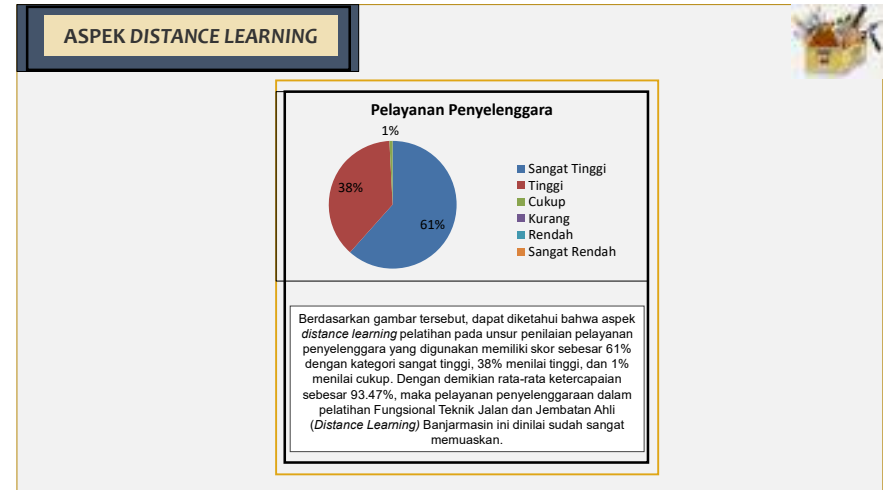 ASPEK DISTANCE LEARNING
Pelayanan Penyelenggara
1%
38%
61%
Sangat Tinggi
Tinggi
Cukup
Kurang
Rendah
Sangat Rendah
Berdasarkan gambar tersebut, dapat diketahui bahwa aspek
distance learning pelatihan pada unsur penilaian pelayanan
penyelenggara yang digunakan memiliki skor sebesar 61%
dengan kategori sangat tinggi, 38% menilai tinggi, dan 1%
menilai cukup. Dengan demikian rata-rata ketercapaian
sebesar 93.47%, maka pelayanan penyelenggaraan dalam
pelatihan Fungsional Teknik Jalan dan Jembatan Ahli
(Distance Learning) Banjarmasin ini dinilai sudah sangat
memuaskan.